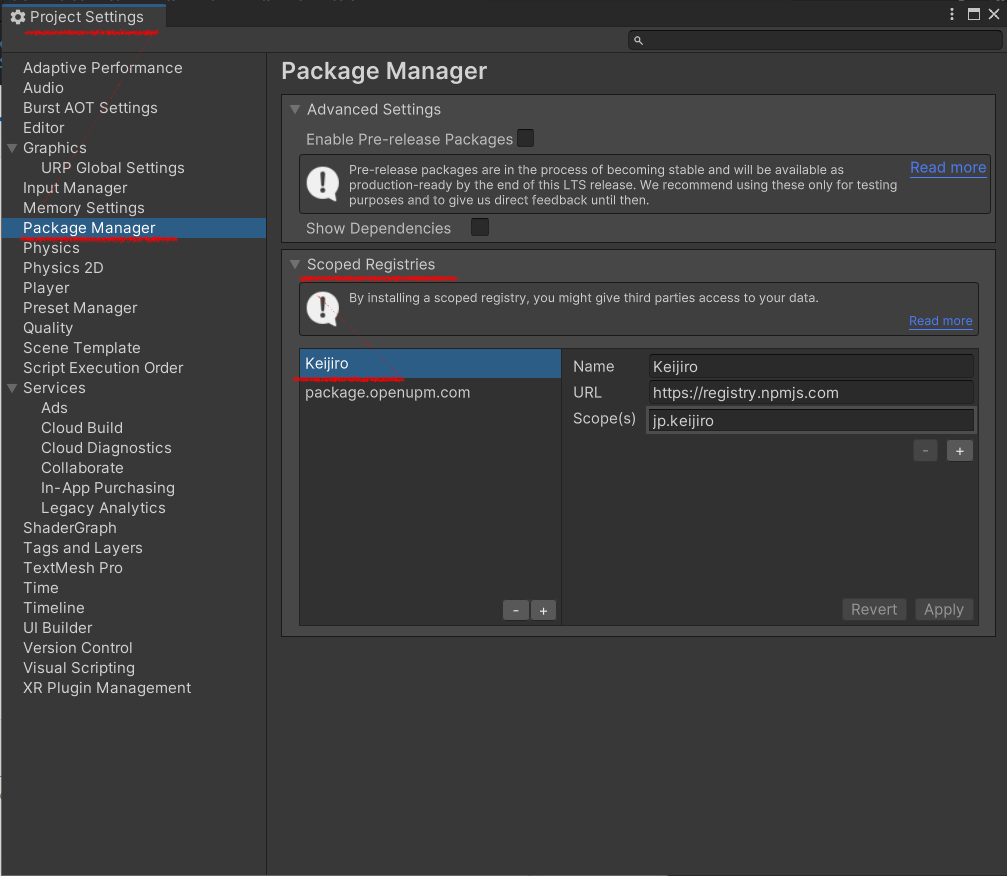 Project Settings
Adaptive Performance
Audio
Burst AOT Settings
Editor
Graphics
URP Global Settings
Input Manager
Memory Settings
Package Manager
Physics
Physics 2D
Player
Preset Manager
Quality
Scene Template
Script Execution Order
Services
Ads
Cloud Build
Cloud Diagnostics
Collaborate
In-App Purchasing
Legacy Analytics
ShaderGraph
Tags and Layers
TextMesh Pro
Time
Timeline
UI Builder
Version Control
Visual Scripting
XR Plugin Management
Package Manager
Advanced Settings
Enable Pre-release Packages
Pre-release packages are in the process of becoming stable and will be available as
production-ready by the end of this LTS release. We recommend using these only for testing
purposes and to give us direct feedback until then.
Read more
Show Dependencies
Scoped Registries
By installing a scoped registry, you might give third parties access to your data.
Read more
Keijiro
package.openupm.com
- +
Name Keijiro
URL https://registry.npmjs.com
Scope(s) jp.keijiro
- +
Revert Apply